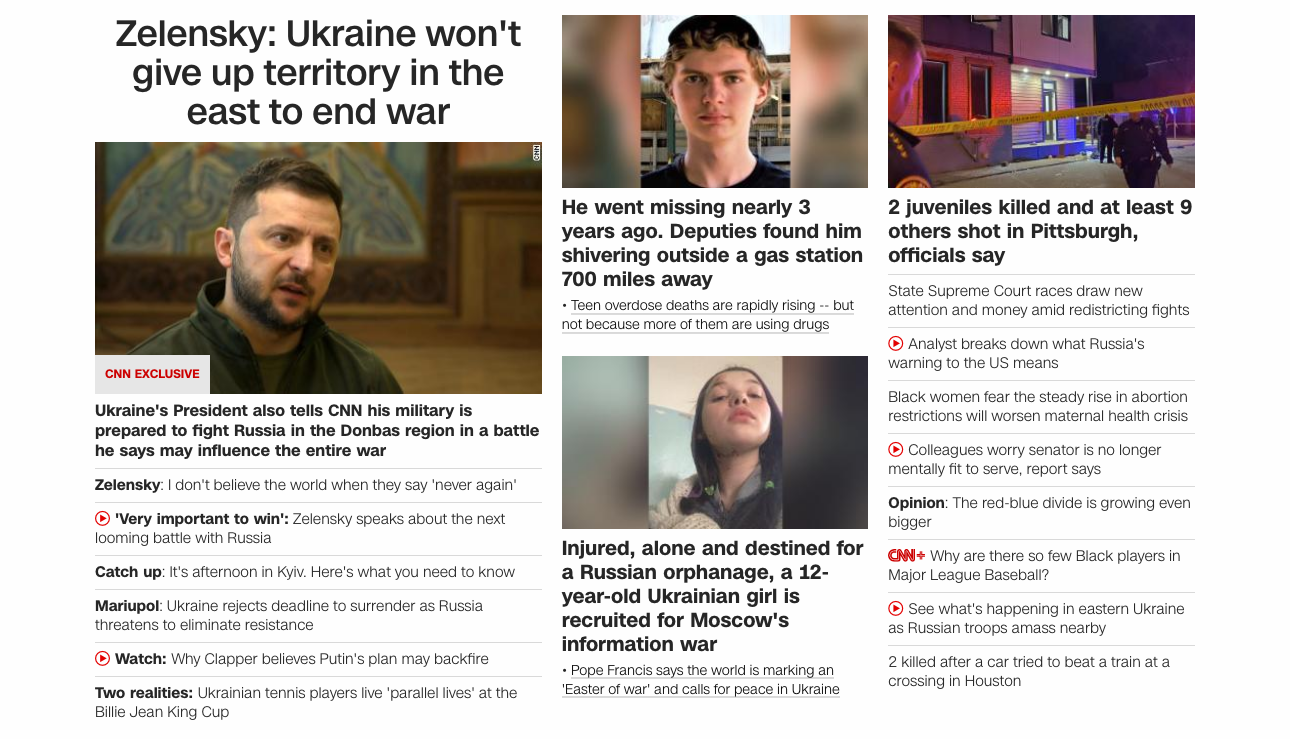 Zelensky: Ukraine won't
give up territory in the
east to end war
CNN
CNN EXCLUSIVE
Ukraine's President also tells CNN his military is
prepared to fight Russia in the Donbas region in a battle
he says may influence the entire war
Zelensky: I don't believe the world when they say 'never again'
'Very important to win': Zelensky speaks about the next
looming battle with Russia
Catch up: It's afternoon in Kyiv. Here's what you need to know
Mariupol: Ukraine rejects deadline to surrender as Russia
threatens to eliminate resistance
Watch: Why Clapper believes Putin's plan may backfire
Two realities: Ukrainian tennis players live 'parallel lives' at the
Billie Jean King Cup
He went missing nearly 3
years ago. Deputies found him
shivering outside a gas station
700 miles away
• Teen overdose deaths are rapidly rising -- but
not because more of them are using drugs
Injured, alone and destined for
a Russian orphanage, a 12-
year-old Ukrainian girl is
recruited for Moscow's
information war
• Pope Francis says the world is marking an
'Easter of war' and calls for peace in Ukraine
2 juveniles killed and at least 9
others shot in Pittsburgh,
officials say
State Supreme Court races draw new
attention and money amid redistricting fights
Analyst breaks down what Russia's
warning to the US means
Black women fear the steady rise in abortion
restrictions will worsen maternal health crisis
Colleagues worry senator is no longer
mentally fit to serve, report says
Opinion: The red-blue divide is growing even
bigger
CNN+ Why are there so few Black players in
Major League Baseball?
See what's happening in eastern Ukraine
as Russian troops amass nearby
2 killed after a car tried to beat a train at a
crossing in Houston